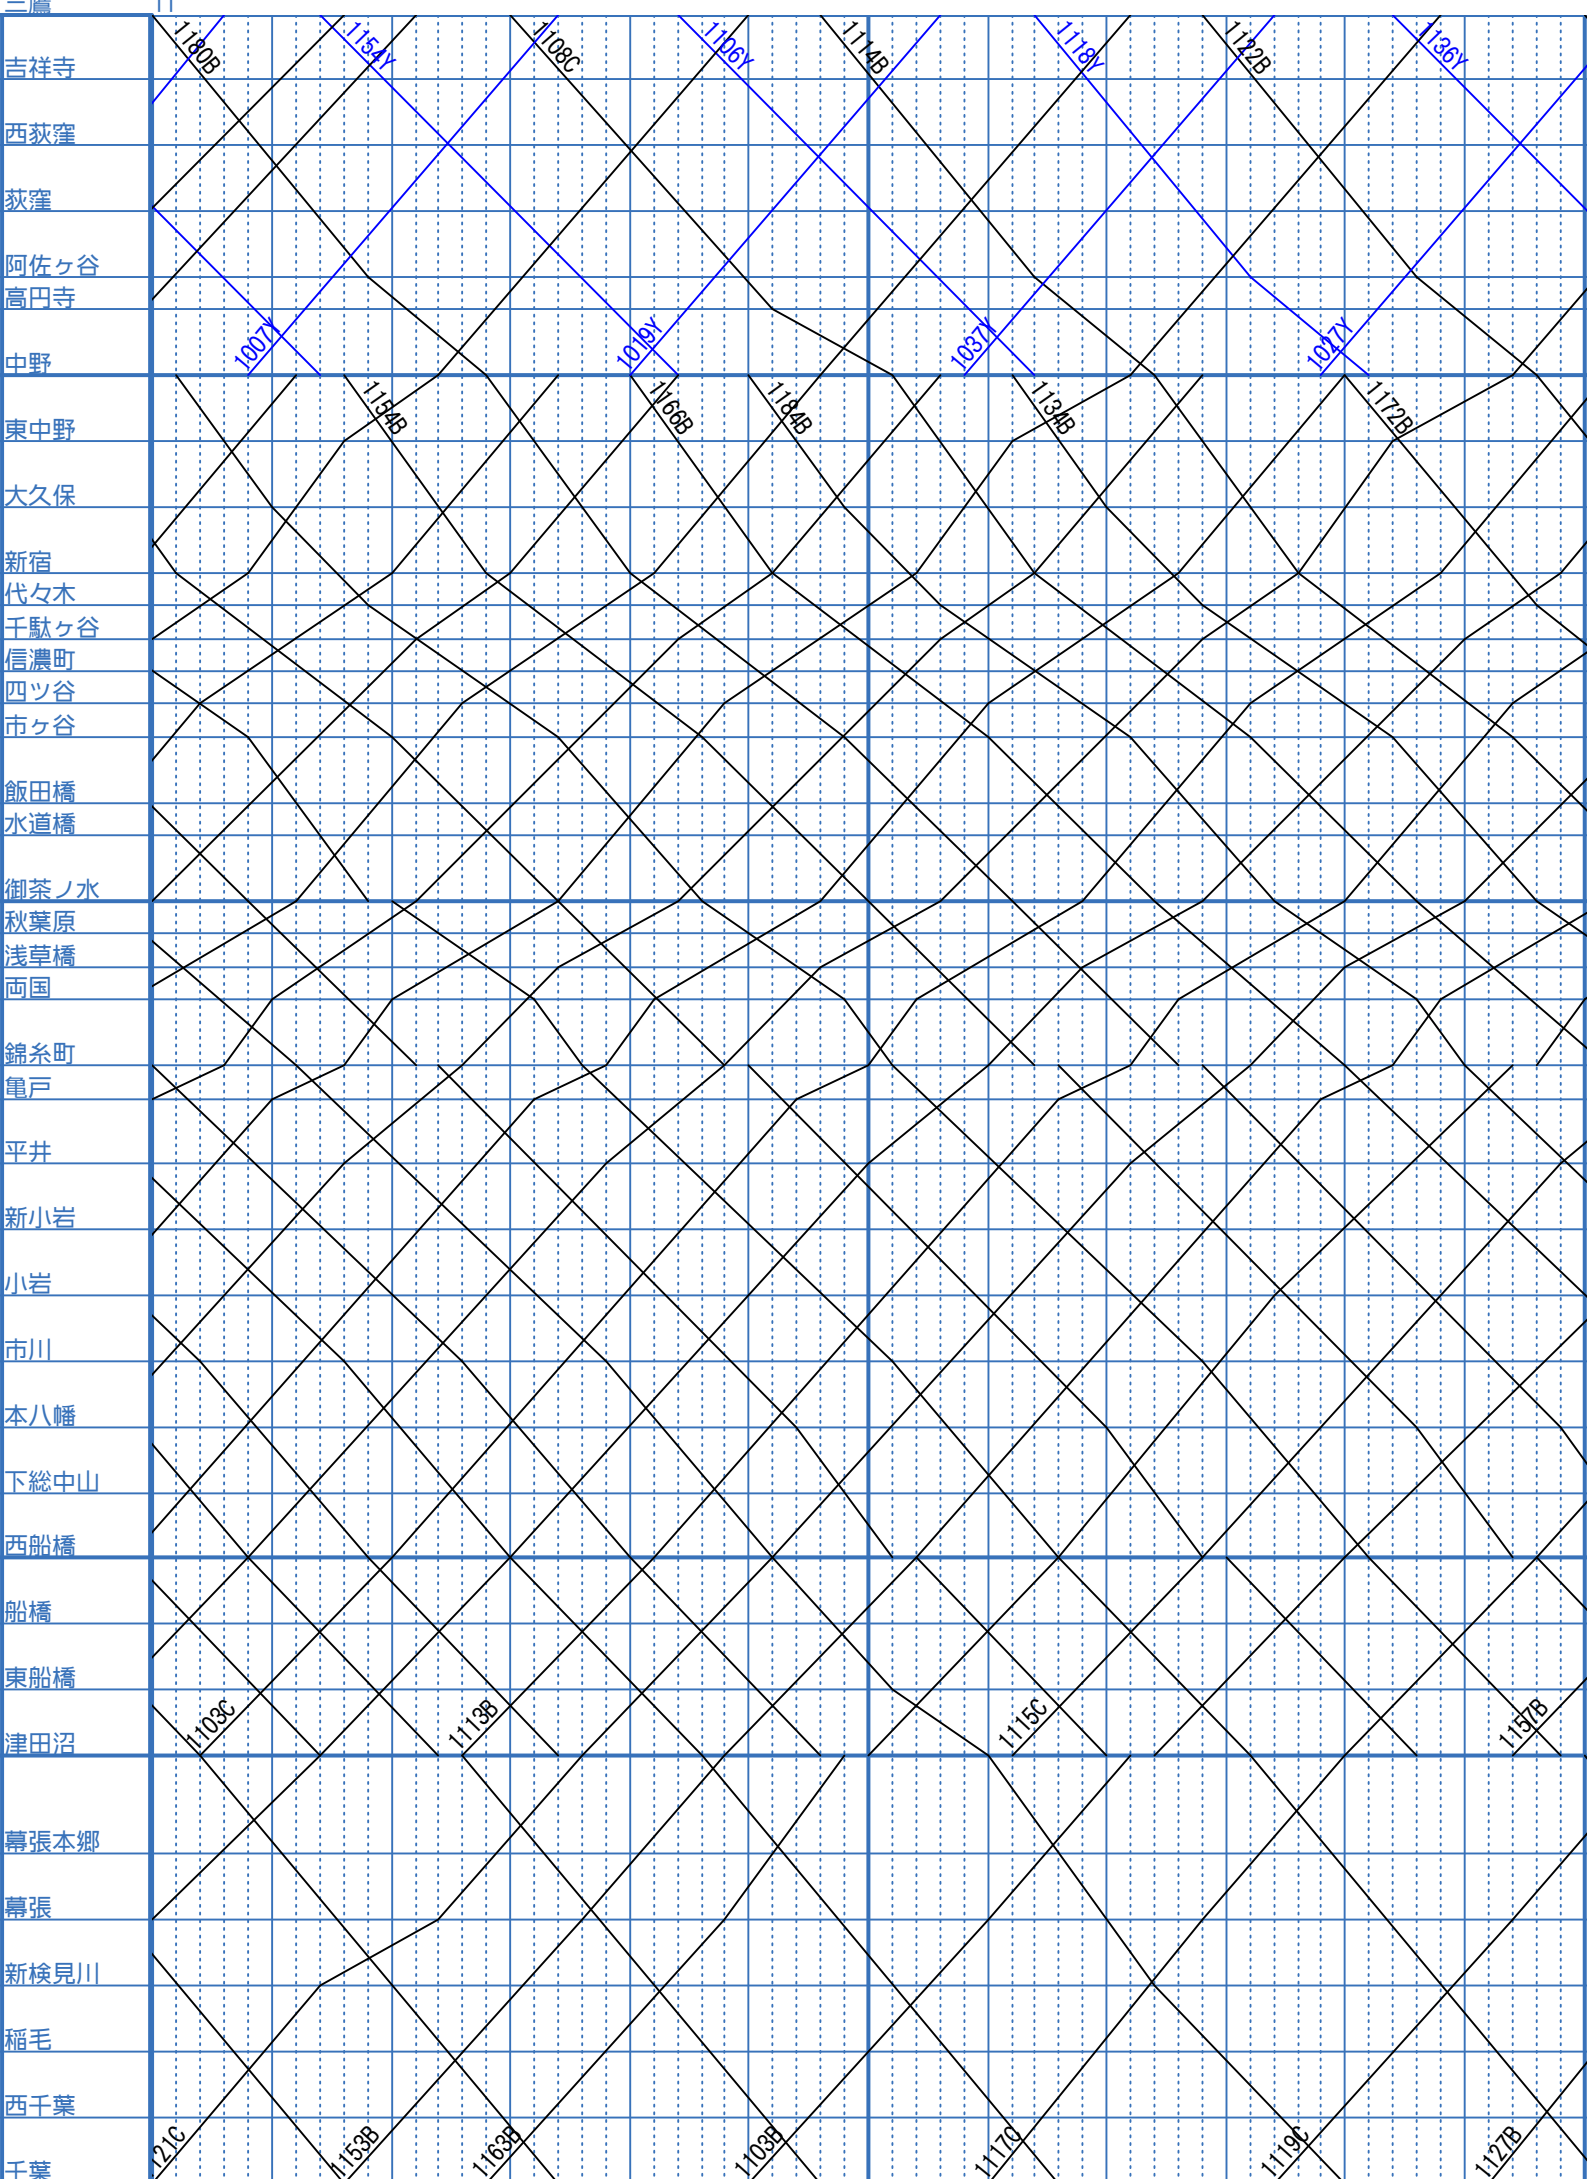 三鷹 11
1180B 1154Y 1108C 1106Y 1114B 1118Y 1122B 1136Y
吉祥寺
西荻窪
荻窪
阿佐ヶ谷
高円寺
1007Y 1019Y 1037Y 1027Y
中野
1154B 1166B 1184B 1134B 1172B
東中野
大久保
新宿
代々木
千駄ヶ谷
信濃町
四ツ谷
市ヶ谷
飯田橋
水道橋
御茶ノ水
秋葉原
浅草橋
両国
錦糸町
亀戸
平井
新小岩
小岩
市川
本八幡
下総中山
西船橋
船橋
東船橋
1103C 1113B 1115C 1157B
津田沼
幕張本郷
幕張
新検見川
稲毛
西千葉
121C 1153B 1163B 1103B 1117C 1119C 1127B
千葉